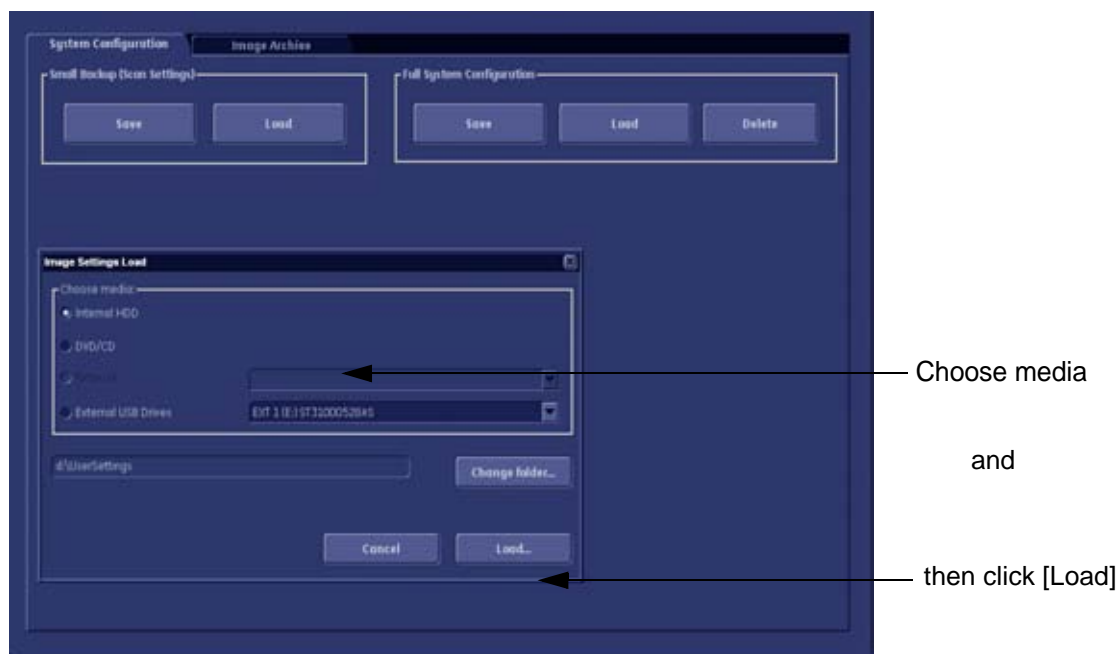 System Configuration
Image Archive
Small Backup (Scan Settings)
Save
Load
Full System Configuration
Save
Load
Delete
Image Settings Load
Choose media:
Internal HDD
DVD/CD
Network
External USB Drives
EXT 1 (E:) ST31000528AS
d:\UserSettings
Change folder...
Cancel
Load...
Choose media
and
then click [Load]